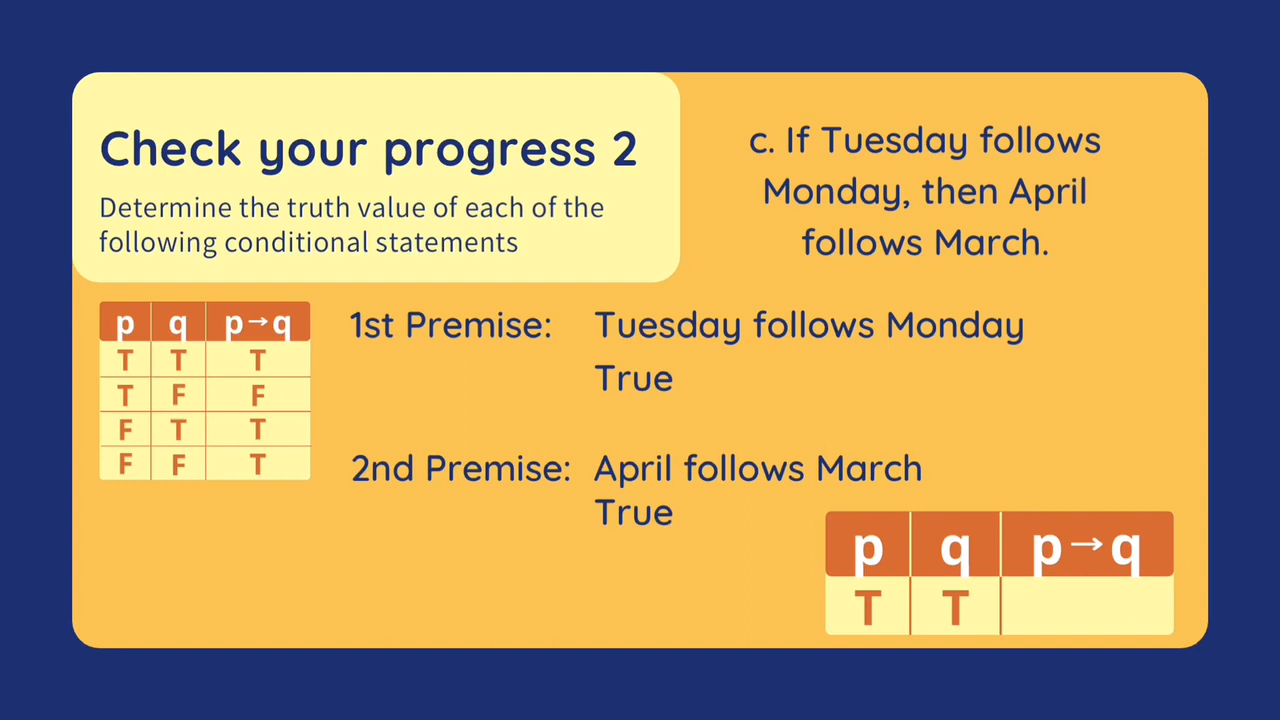 Check your progress 2
Determine the truth value of each of the
following conditional statements
c. If Tuesday follows
Monday, then April
follows March.
p q p→q
T T T
T F F
F T T
F F T
1st Premise: Tuesday follows Monday
True
2nd Premise: April follows March
True
p q p→q
T T